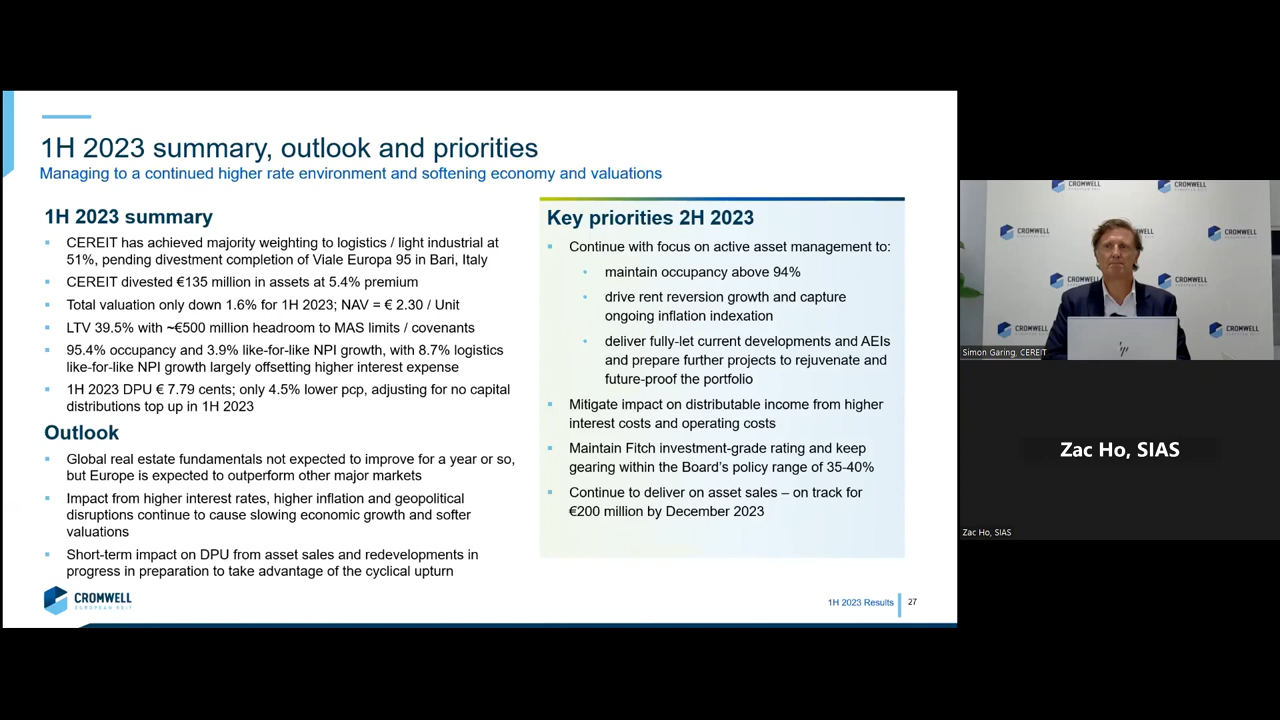 1H 2023 summary, outlook and priorities
Managing to a continued higher rate environment and softening economy and valuations
1H 2023 summary
CEREIT has achieved majority weighting to logistics / light industrial at
51%, pending divestment completion of Viale Europa 95 in Bari, Italy
CEREIT divested €135 million in assets at 5.4% premium
Total valuation only down 1.6% for 1H 2023; NAV = € 2.30 / Unit
LTV 39.5% with ~€500 million headroom to MAS limits / covenants
95.4% occupancy and 3.9% like-for-like NPI growth, with 8.7% logistics
like-for-like NPI growth largely offsetting higher interest expense
1H 2023 DPU € 7.79 cents; only 4.5% lower pcp, adjusting for no capital
distributions top up in 1H 2023
Outlook
Global real estate fundamentals not expected to improve for a year or so,
but Europe is expected to outperform other major markets
Impact from higher interest rates, higher inflation and geopolitical
disruptions continue to cause slowing economic growth and softer
valuations
Short-term impact on DPU from asset sales and redevelopments in
progress in preparation to take advantage of the cyclical upturn
Key priorities 2H 2023
Continue with focus on active asset management to:
maintain occupancy above 94%
drive rent reversion growth and capture
ongoing inflation indexation
deliver fully-let current developments and AEIs
and prepare further projects to rejuvenate and
future-proof the portfolio
Mitigate impact on distributable income from higher
interest costs and operating costs
Maintain Fitch investment-grade rating and keep
gearing within the Board's policy range of 35-40%
Continue to deliver on asset sales – on track for
€200 million by December 2023
CROMWELL
EUROPEAN REIT
1H 2023 Results
27
CROMWELL
CROMWELL
CROMWELL
CROMWELL
CROMWELL
CROMWELL
hp
Simon Garing, CEREIT
Zac Ho, SIAS
Zac Ho, SIAS